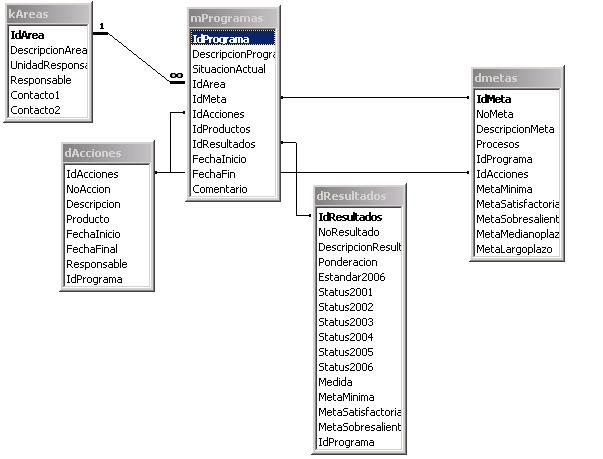 kAreas
IdArea
DescripcionArea
UnidadResponsa
Responsable
Contacto1
Contacto2
1
∞
mProgramas
IdPrograma
DescripcionProgra
SituacionActual
IdArea
IdMeta
IdAcciones
IdProductos
IdResultados
FechaInicio
FechaFin
Comentario
dmetas
IdMeta
NoMeta
DescripcionMeta
Procesos
IdPrograma
IdAcciones
MetaMinima
MetaSatisfactoria
MetaSobresalient
MetaMedianoplaz
MetaLargoplazo
dAcciones
IdAcciones
NoAccion
Descripcion
Producto
FechaInicio
FechaFinal
Responsable
IdPrograma
dResultados
IdResultados
NoResultado
DescripcionResult
Ponderacion
Estandar2006
Status2001
Status2002
Status2003
Status2004
Status2005
Status2006
Medida
MetaMinima
MetaSatisfactoria
MetaSobresalient
IdPrograma